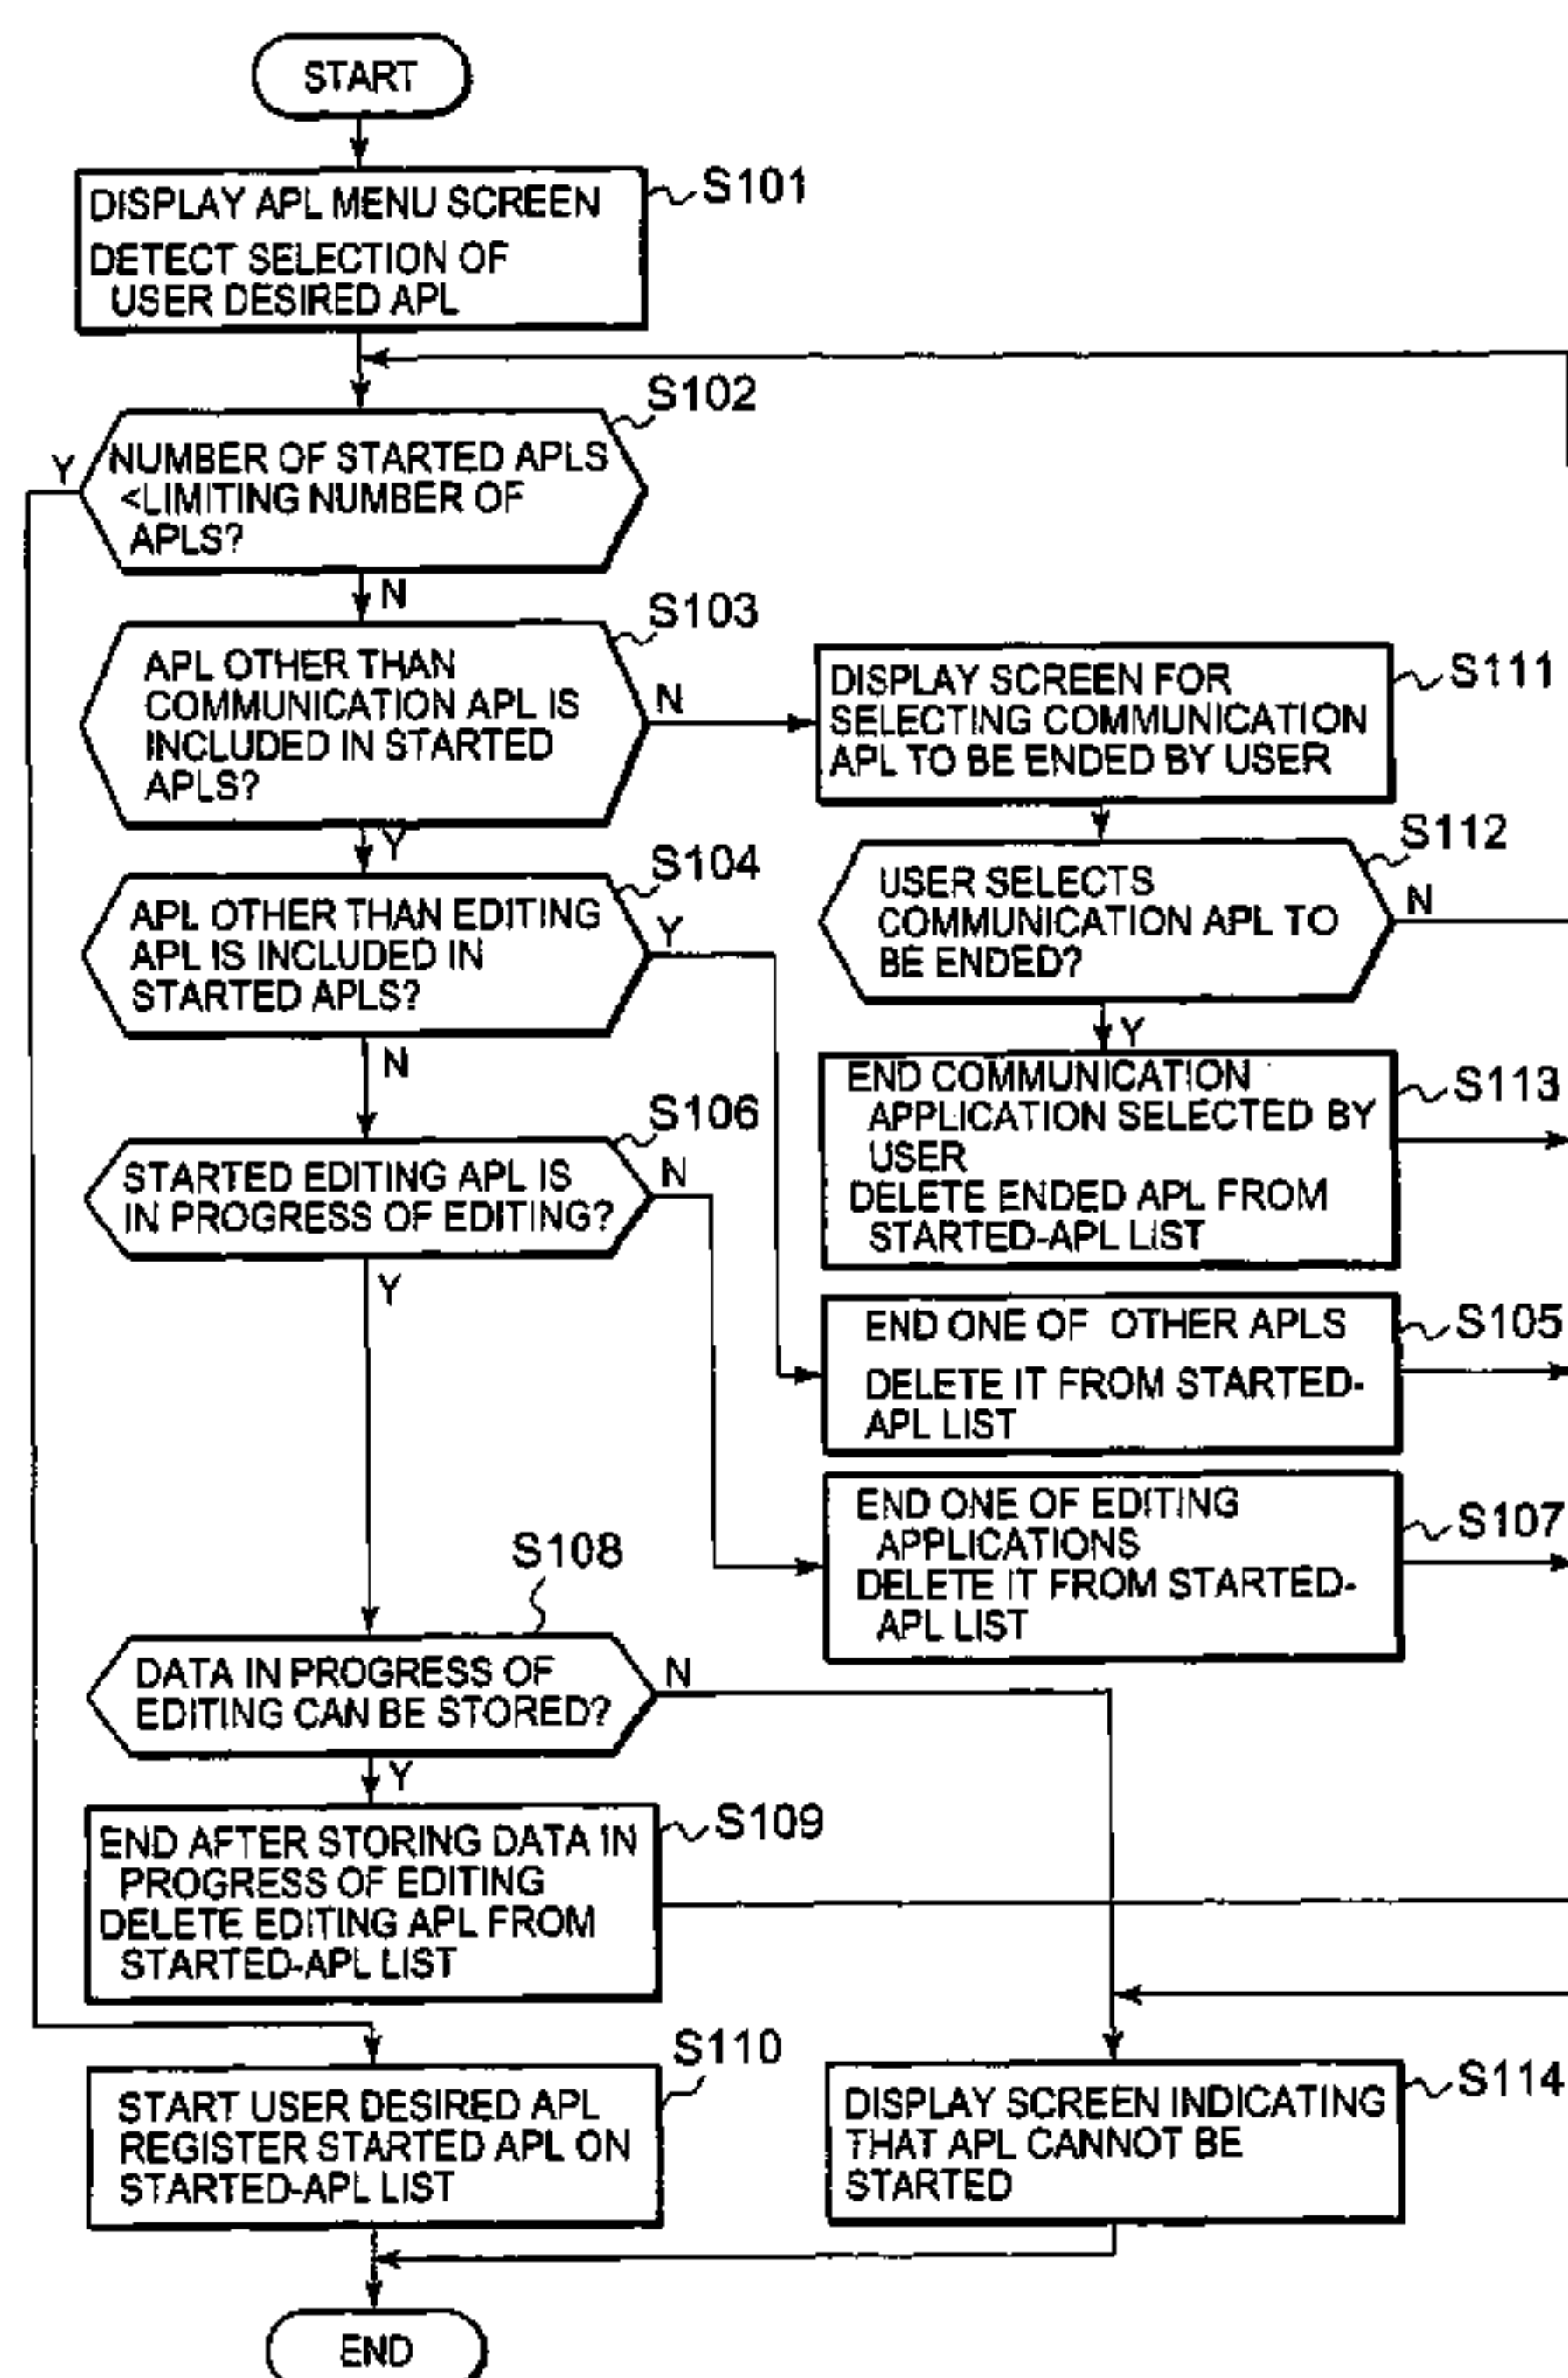 START
DISPLAY APL MENU SCREEN
DETECT SELECTION OF
USER DESIRED APL
S101
S102
NUMBER OF STARTED APLS
<LIMITING NUMBER OF
APLS?
Y
N
S103
APL OTHER THAN
COMMUNICATION APL IS
INCLUDED IN STARTED
APLS?
N
Y
S111
DISPLAY SCREEN FOR
SELECTING COMMUNICATION
APL TO BE ENDED BY USER
S112
USER SELECTS
COMMUNICATION APL TO
BE ENDED?
N
Y
S104
APL OTHER THAN EDITING
APL IS INCLUDED IN
STARTED APLS?
Y
N
S113
END COMMUNICATION
APPLICATION SELECTED BY
USER
DELETE ENDED APL FROM
STARTED-APL LIST
S106
STARTED EDITING APL IS
IN PROGRESS OF EDITING?
N
Y
S105
END ONE OF OTHER APLS
DELETE IT FROM STARTED-
APL LIST
S107
END ONE OF EDITING
APPLICATIONS
DELETE IT FROM STARTED-
APL LIST
S108
DATA IN PROGRESS OF
EDITING CAN BE STORED?
N
Y
S109
END AFTER STORING DATA IN
PROGRESS OF EDITING
DELETE EDITING APL FROM
STARTED-APL LIST
S110
START USER DESIRED APL
REGISTER STARTED APL ON
STARTED-APL LIST
S114
DISPLAY SCREEN INDICATING
THAT APL CANNOT BE
STARTED
END